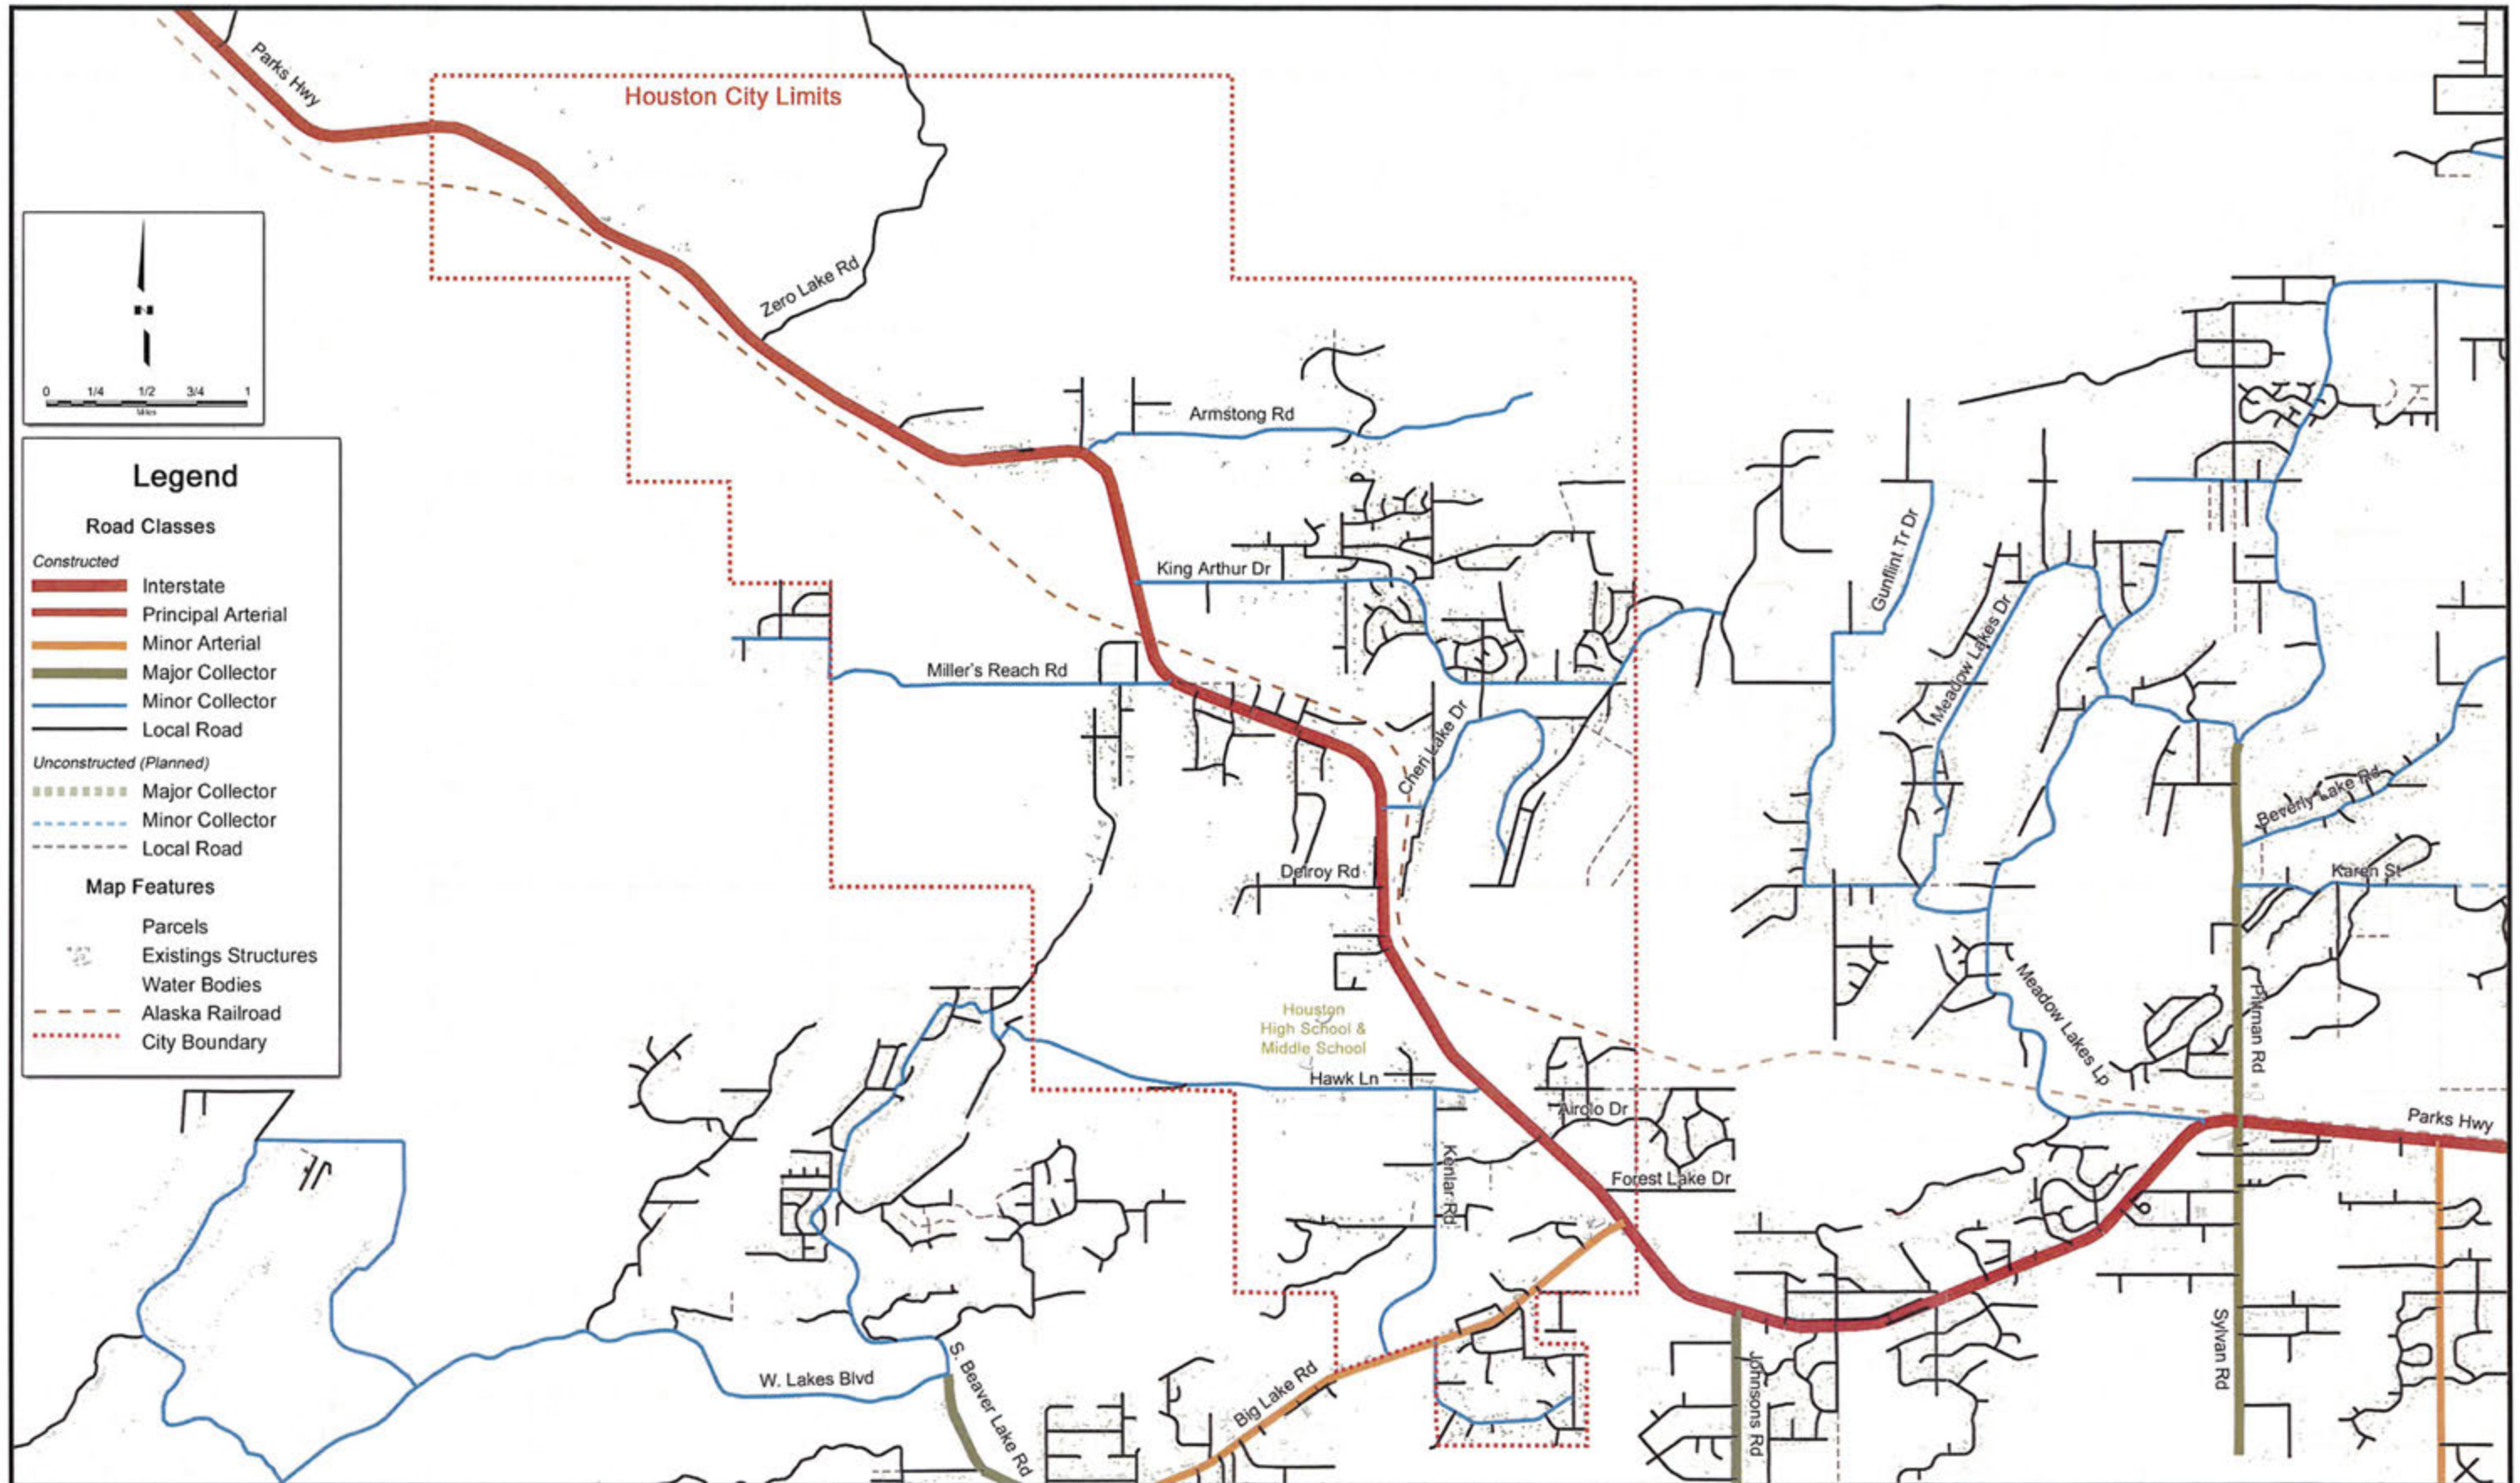 Parks Hwy
Houston City Limits
Zero Lake Rd
N
0 1/4 1/2 3/4 1
Miles
Armstong Rd
Legend
Road Classes
Constructed
Interstate
Principal Arterial
Minor Arterial
Major Collector
Minor Collector
Local Road
Unconstructed (Planned)
Major Collector
Minor Collector
Local Road
Map Features
Parcels
Existings Structures
Water Bodies
Alaska Railroad
City Boundary
King Arthur Dr
Gunflint Tr Dr
Meadow Lakes Dr
Miller's Reach Rd
Cheri Lake Dr
Beverly Lake Rd
Delroy Rd
Karen St
Houston
High School &
Middle School
Meadow Lakes Lp
Pittman Rd
Hawk Ln
Airolo Dr
Parks Hwy
Kenlar Rd
Forest Lake Dr
W. Lakes Blvd
S. Beaver Lake Rd
Big Lake Rd
Johnsons Rd
Sylvan Rd